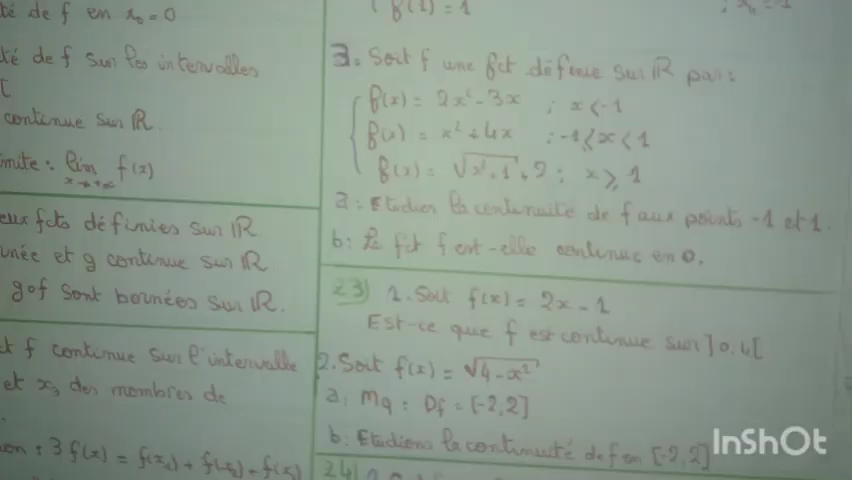 té de f en x₀ = 0
té de f sur les intervalles
[
continue sur ℝ.
mite : lim f(x)
x→+∞
eux fcts définies sur ℝ
née et g continue sur ℝ
gof sont bornées sur ℝ.
t f continue sur l'intervalle
et x₃ des membres de
on : 3f(x) = f(x₁) + f(x₂) + f(x₃)
f(1) = 1
3. Soit f une fct définie sur ℝ par :
f(x) = 2x² - 3x ; x < -1
f(x) = x² + 4x ; -1 ≤ x < 1
f(x) = √(x² - 1) + 2 ; x ≥ 1
a : Etudier la continuité de f aux points -1 et 1.
b : la fct f est-elle continue en 0.
23) 1. Soit f(x) = 2x - 1
Est-ce que f est continue sur ]0,4[
2. Soit f(x) = √(4 - x²)
a : Mq : Df = [-2,2]
b : Etudions la continuité de f en [-2,2]
24)
InShOt